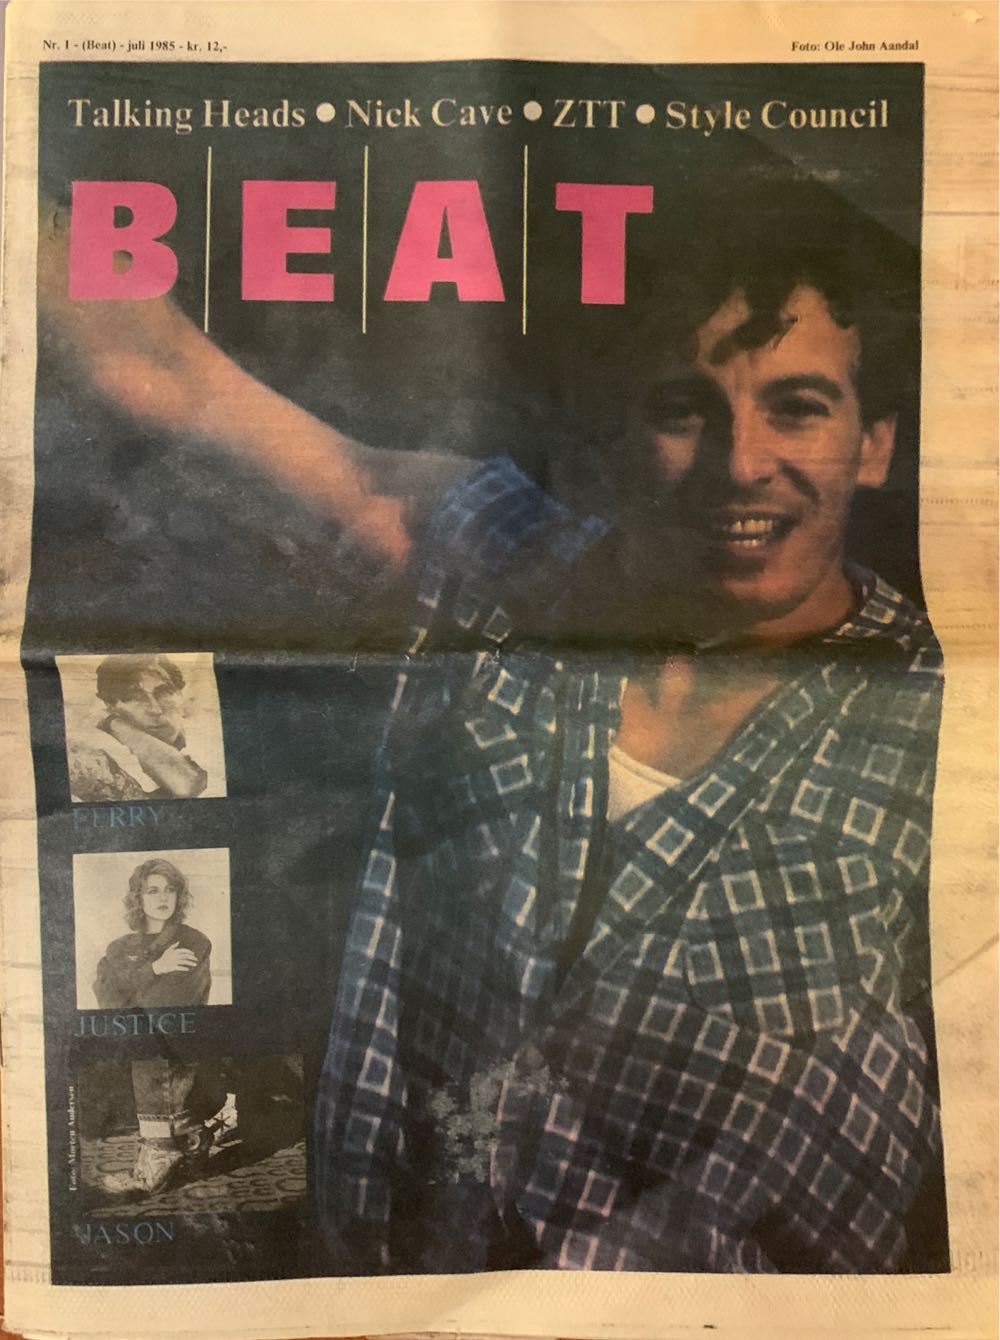 Nr. 1 - (Beat) - juli 1985 - kr. 12,-
Foto: Ole John Aandal
Talking Heads ● Nick Cave ● ZTT ● Style Council
BEAT
FERRY
JUSTICE
Foto: Morten Andersen
JASON